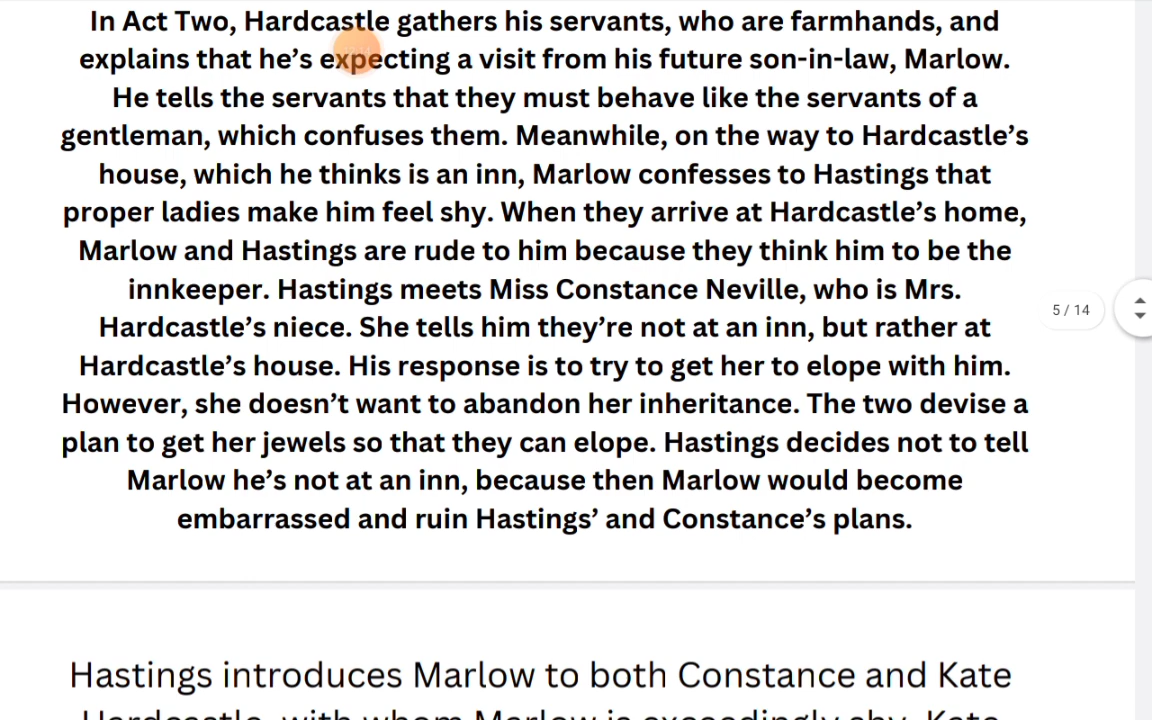 In Act Two, Hardcastle gathers his servants, who are farmhands, and
explains that he’s expecting a visit from his future son-in-law, Marlow.
He tells the servants that they must behave like the servants of a
gentleman, which confuses them. Meanwhile, on the way to Hardcastle’s
house, which he thinks is an inn, Marlow confesses to Hastings that
proper ladies make him feel shy. When they arrive at Hardcastle’s home,
Marlow and Hastings are rude to him because they think him to be the
innkeeper. Hastings meets Miss Constance Neville, who is Mrs.
Hardcastle’s niece. She tells him they’re not at an inn, but rather at
Hardcastle’s house. His response is to try to get her to elope with him.
However, she doesn’t want to abandon her inheritance. The two devise a
plan to get her jewels so that they can elope. Hastings decides not to tell
Marlow he’s not at an inn, because then Marlow would become
embarrassed and ruin Hastings’ and Constance’s plans.
5 / 14
Hastings introduces Marlow to both Constance and Kate
Hardcastle, with whom Marlow is exceedingly shy. Kate